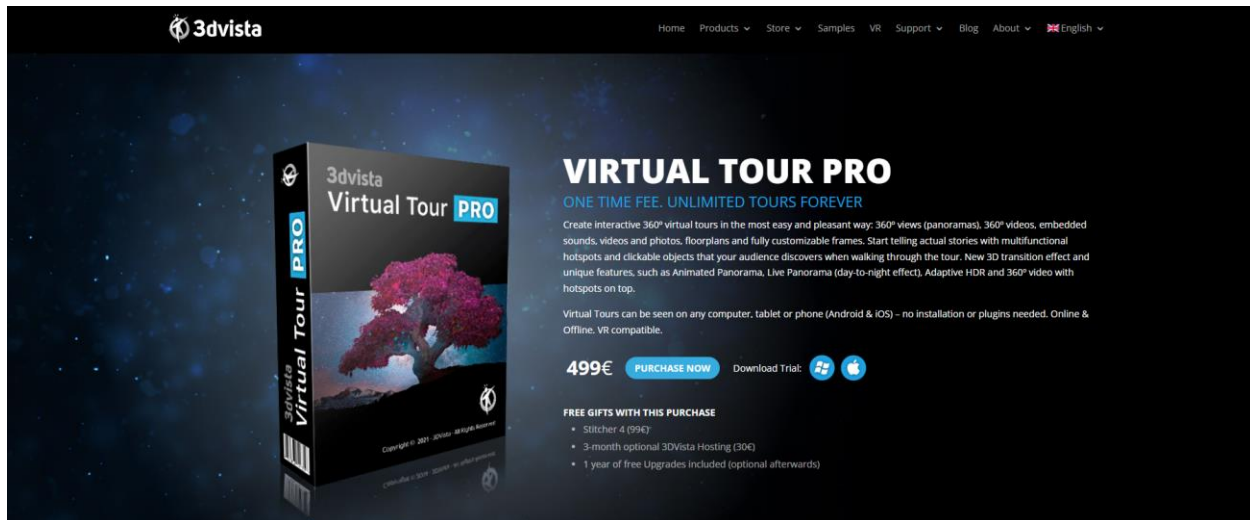 3dvista
Home Products Store Samples VR Support Blog About English
3dvista
Virtual Tour PRO
3dvista
Virtual Tour PRO
Copyright © 2021 - 3DVista - All Rights Reserved
VIRTUAL TOUR PRO
ONE TIME FEE. UNLIMITED TOURS FOREVER
Create interactive 360º virtual tours in the most easy and pleasant way: 360º views (panoramas), 360º videos, embedded
sounds, videos and photos, floorplans and fully customizable frames. Start telling actual stories with multifunctional
hotspots and clickable objects that your audience discovers when walking through the tour. New 3D transition effect and
unique features, such as Animated Panorama, Live Panorama (day-to-night effect), Adaptive HDR and 360º video with
hotspots on top.
Virtual Tours can be seen on any computer, tablet or phone (Android & iOS) – no installation or plugins needed. Online &
Offline. VR compatible.
499€ PURCHASE NOW Download Trial:
FREE GIFTS WITH THIS PURCHASE
Stitcher 4 (99€)
3-month optional 3DVista Hosting (30€)
1 year of free Upgrades included (optional afterwards)